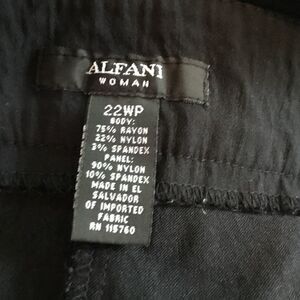 ALFANI
WOMAN
22WP
BODY:
75% RAYON
22% NYLON
3% SPANDEX
PANEL:
90% NYLON
10% SPANDEX
MADE IN EL
SALVADOR
OF IMPORTED
FABRIC
RN 115760